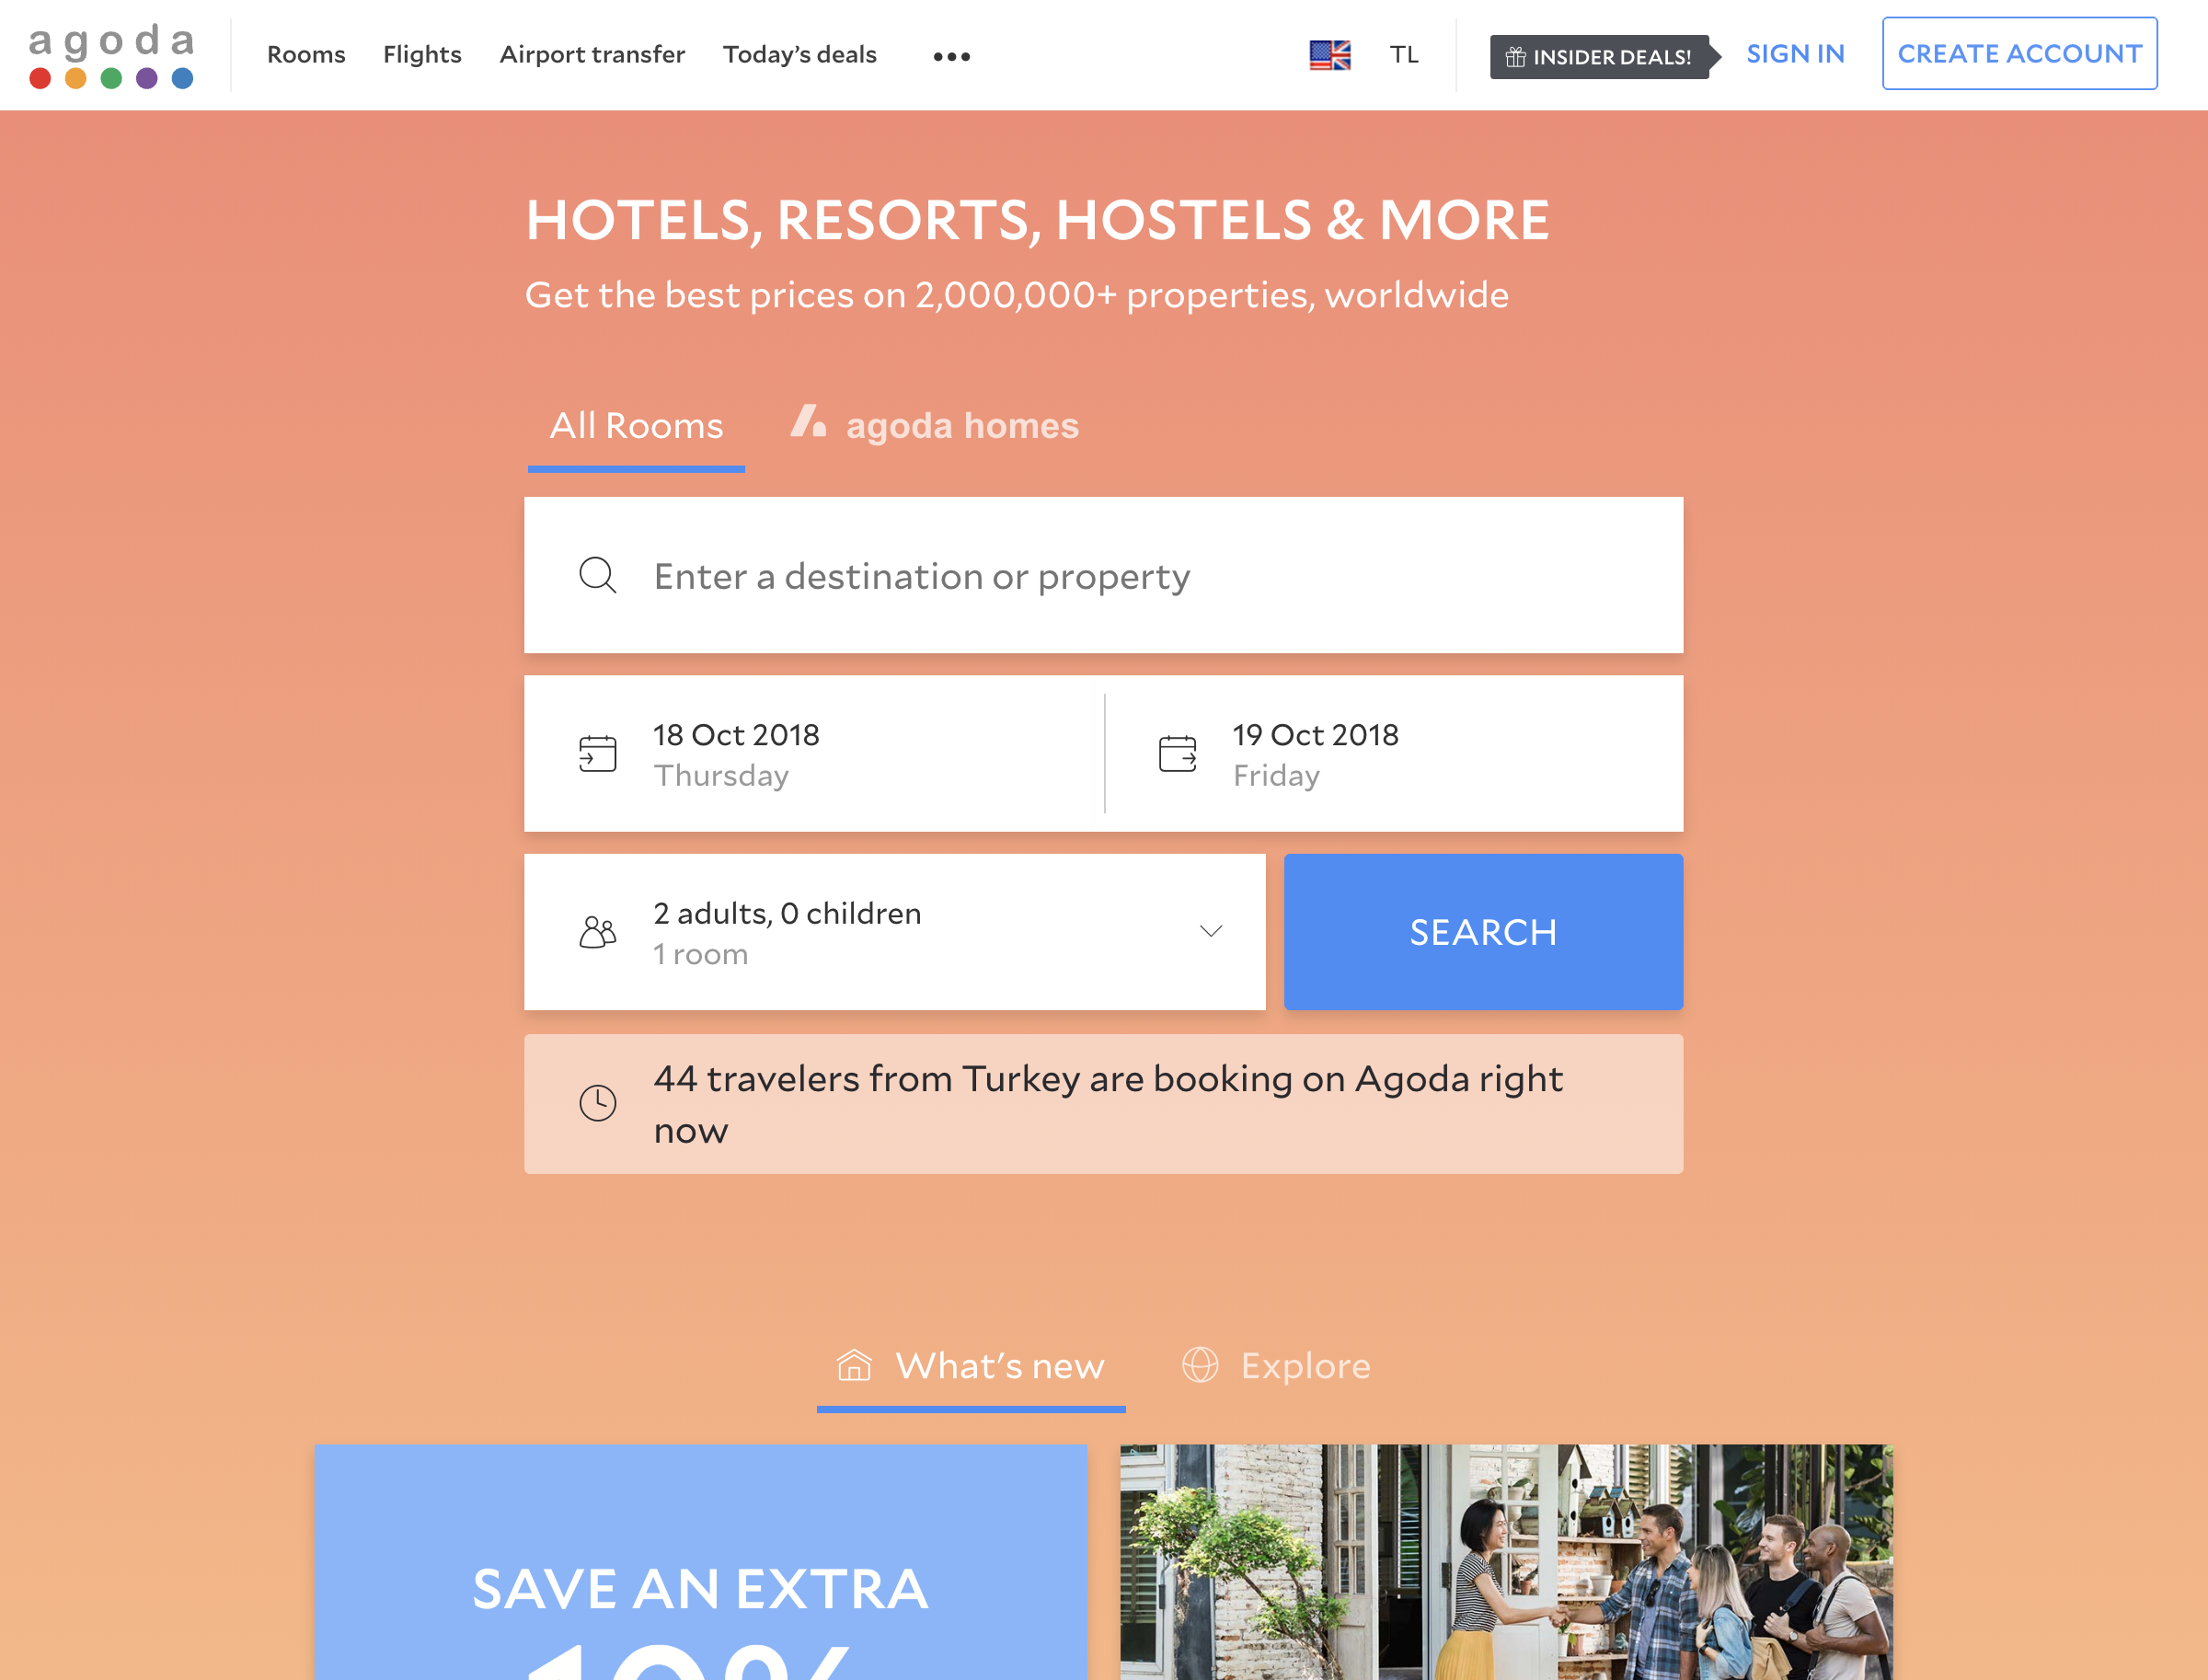 agoda
Rooms Flights Airport transfer Today's deals
TL
INSIDER DEALS!
SIGN IN
CREATE ACCOUNT
HOTELS, RESORTS, HOSTELS & MORE
Get the best prices on 2,000,000+ properties, worldwide
All Rooms
agoda homes
Enter a destination or property
18 Oct 2018
Thursday
19 Oct 2018
Friday
2 adults, 0 children
1 room
SEARCH
44 travelers from Turkey are booking on Agoda right
now
What's new
Explore
SAVE AN EXTRA
10%